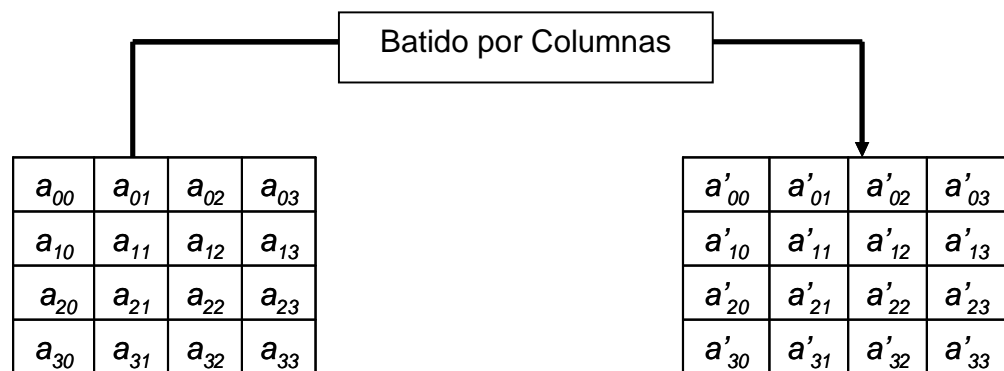 Batido por Columnas
a00 a01 a02 a03 a'00 a'01 a'02 a'03
a10 a11 a12 a13 a'10 a'11 a'12 a'13
a20 a21 a22 a23 a'20 a'21 a'22 a'23
a30 a31 a32 a33 a'30 a'31 a'32 a'33